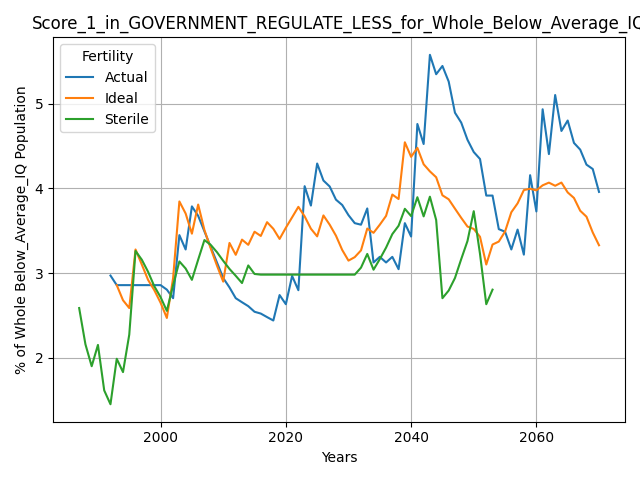 Score_1_in_GOVERNMENT_REGULATE_LESS_for_Whole_Below_Average_IQ
Fertility
Actual
Ideal
Sterile
% of Whole Below_Average_IQ Population
5
4
3
2
2000 2020 2040 2060
Years